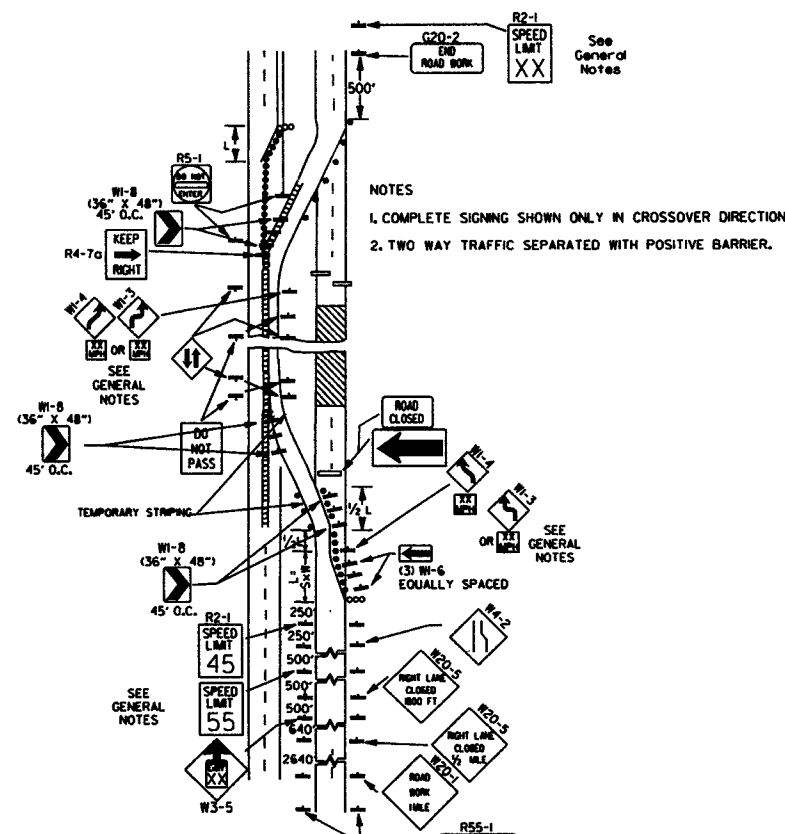 R2-1
SPEED
LIMIT
XX
See
General
Notes
G20-2
END
ROAD WORK
500'
L
R5-1
DO NOT
ENTER
W1-8
(36" X 48")
45' O.C.
R4-7a
KEEP
RIGHT
NOTES
1. COMPLETE SIGNING SHOWN ONLY IN CROSSOVER DIRECTION
2. TWO WAY TRAFFIC SEPARATED WITH POSITIVE BARRIER.
W1-4
W1-3
XX
MPH
OR
XX
MPH
SEE
GENERAL
NOTES
W1-8
(36" X 48")
45' O.C.
DO
NOT
PASS
ROAD
CLOSED
TEMPORARY STRIPING
W1-4
XX
MPH
W1-3
OR
XX
MPH
SEE
GENERAL
NOTES
1/2 L
1/2 L
L=
SXW
W1-8
(36" X 48")
45' O.C.
(3) W1-6
EQUALLY SPACED
R2-1
SPEED
LIMIT
45
SPEED
LIMIT
55
SEE
GENERAL
NOTES
XX
W3-5
250'
250'
500'
500'
500'
640'
2640'
W4-2
W20-5
RIGHT LANE
CLOSED
FT
W20-5
RIGHT LANE
CLOSED
1/2 MILE
W20-1
ROAD
WORK
1 MILE
R55-1